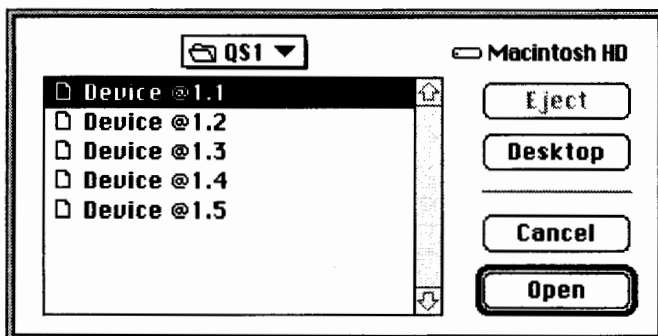 QS1
Macintosh HD
Device @1.1
Device @1.2
Device @1.3
Device @1.4
Device @1.5
Eject
Desktop
Cancel
Open